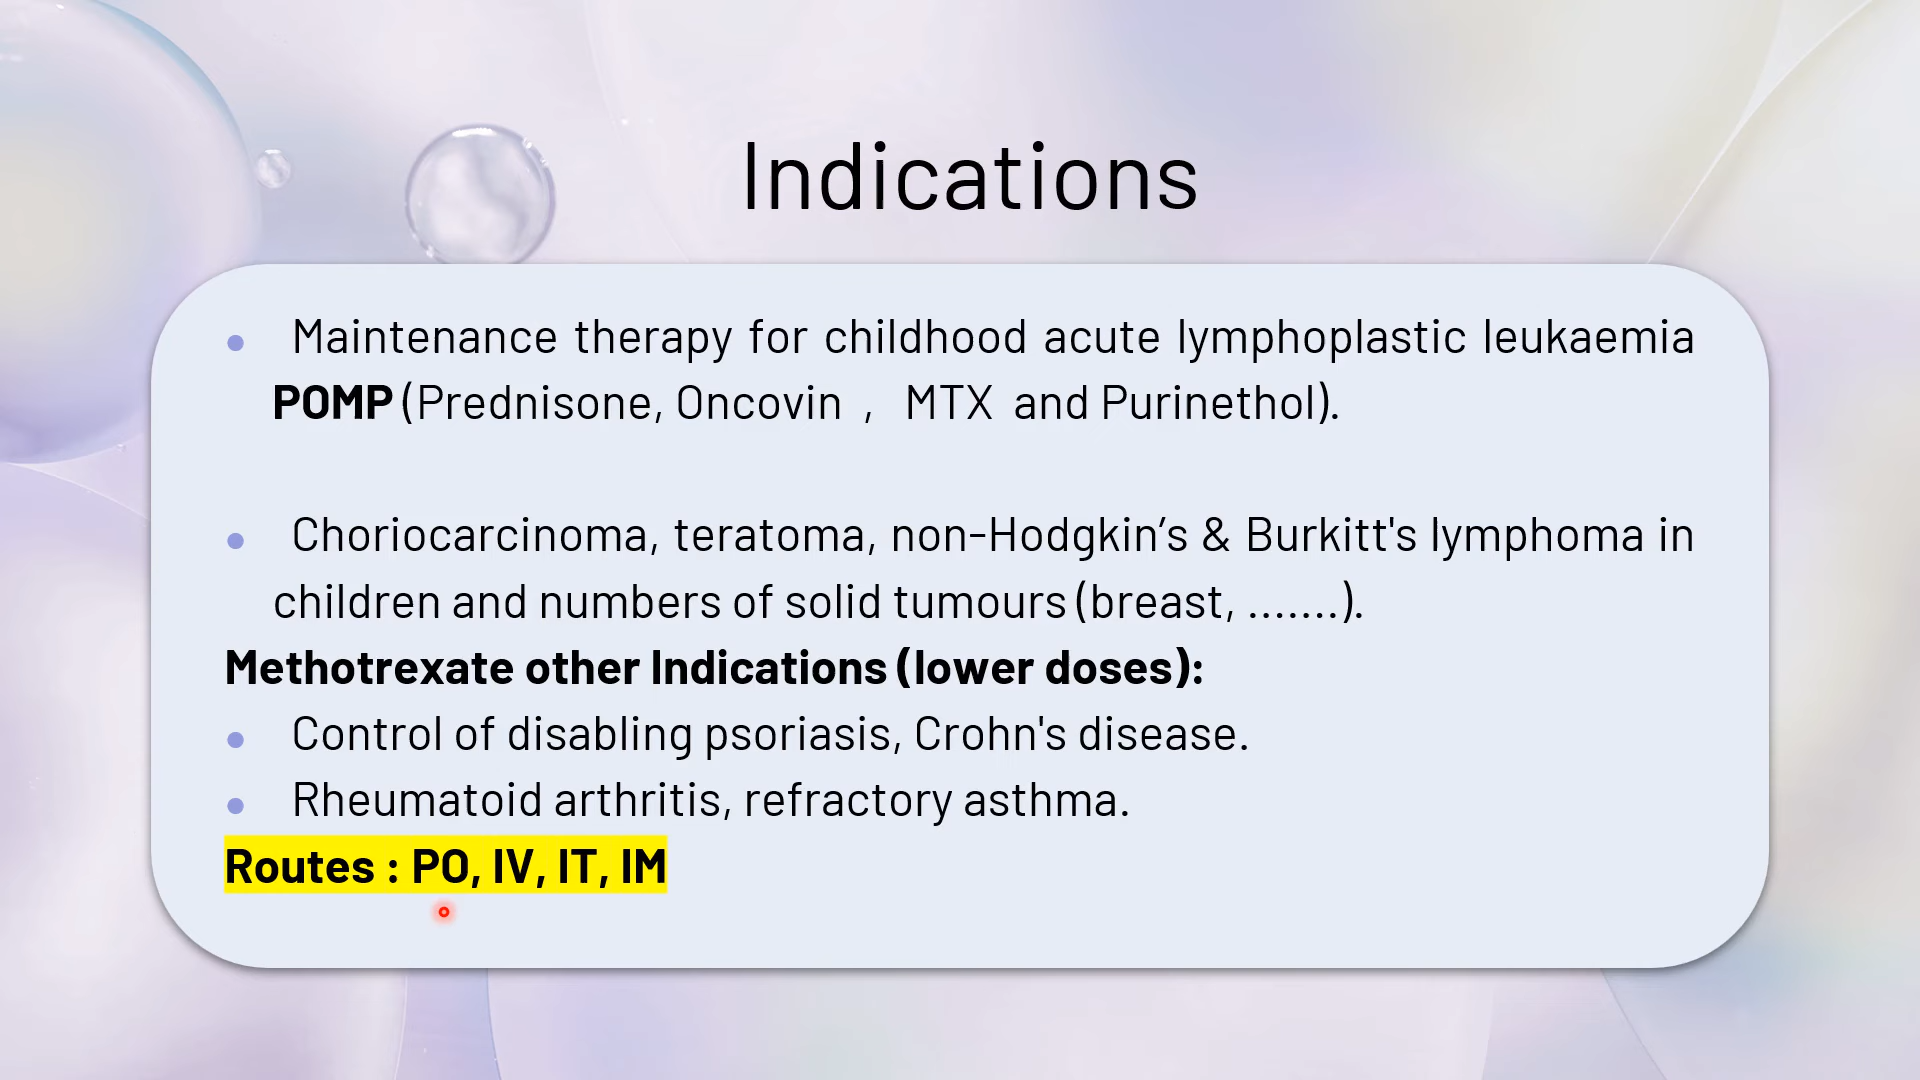 Indications
• Maintenance therapy for childhood acute lymphoplastic leukaemia
POMP (Prednisone, Oncovin , MTX and Purinethol).
• Choriocarcinoma, teratoma, non-Hodgkin’s & Burkitt's lymphoma in
children and numbers of solid tumours (breast, .......).
Methotrexate other Indications (lower doses):
• Control of disabling psoriasis, Crohn's disease.
• Rheumatoid arthritis, refractory asthma.
Routes : PO, IV, IT, IM